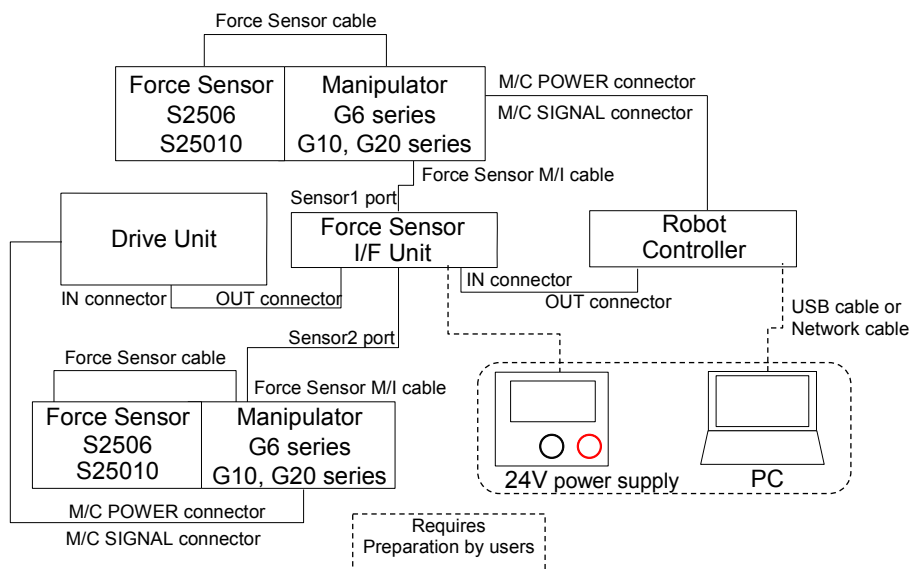 Force Sensor cable
Force Sensor
S2506
S25010
Manipulator
G6 series
G10, G20 series
M/C POWER connector
M/C SIGNAL connector
Force Sensor M/I cable
Sensor1 port
Drive Unit
Force Sensor
I/F Unit
Robot
Controller
IN connector
OUT connector
IN connector
OUT connector
USB cable or
Network cable
Sensor2 port
Force Sensor cable
Force Sensor M/I cable
Force Sensor
S2506
S25010
Manipulator
G6 series
G10, G20 series
24V power supply
PC
M/C POWER connector
M/C SIGNAL connector
Requires
Preparation by users